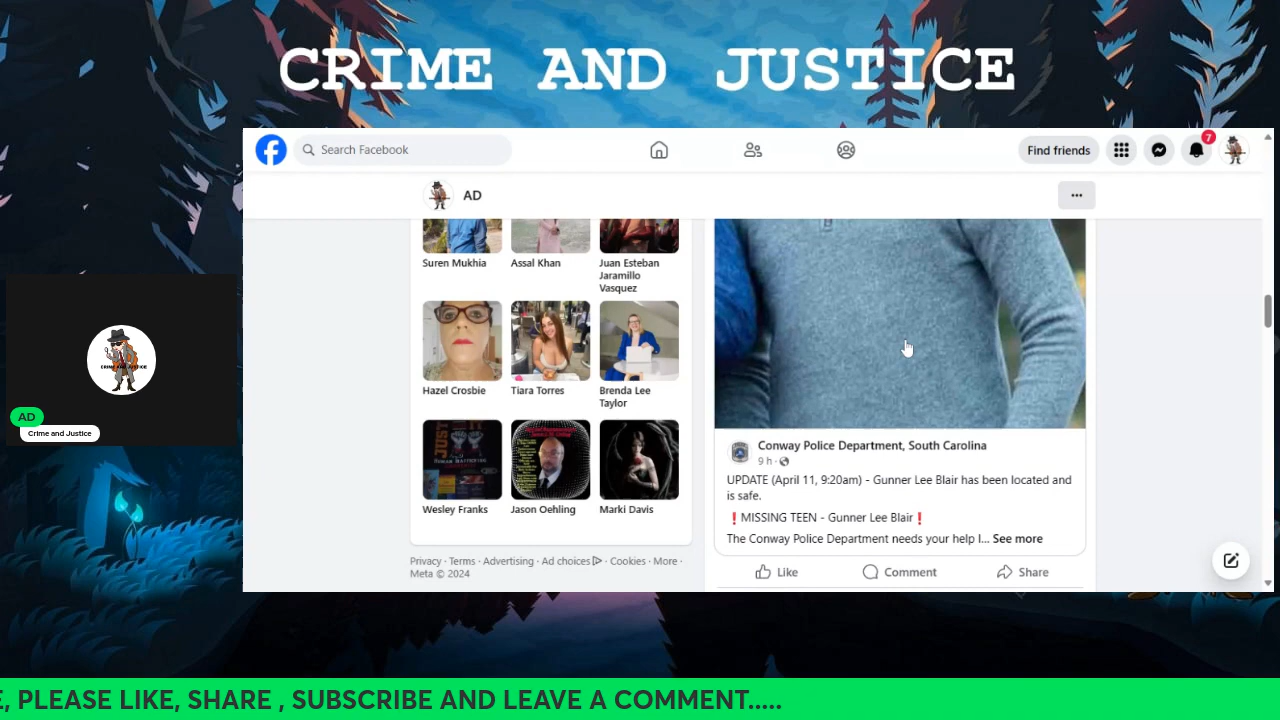 CRIME AND JUSTICE
Search Facebook
Find friends
7
AD
Suren Mukhia
Assal Khan
Juan Esteban
Jaramillo
Vasquez
Hazel Crosbie
Tiara Torres
Brenda Lee
Taylor
Wesley Franks
Jason Oehling
Marki Davis
Privacy · Terms · Advertising · Ad choices · Cookies · More ·
Meta © 2024
Conway Police Department, South Carolina
9 h ·
UPDATE (April 11, 9:20am) - Gunner Lee Blair has been located and
is safe.
❗MISSING TEEN - Gunner Lee Blair❗
The Conway Police Department needs your help l... See more
Like
Comment
Share
CRIME AND JUSTICE
AD
Crime and Justice
E, PLEASE LIKE, SHARE , SUBSCRIBE AND LEAVE A COMMENT.....